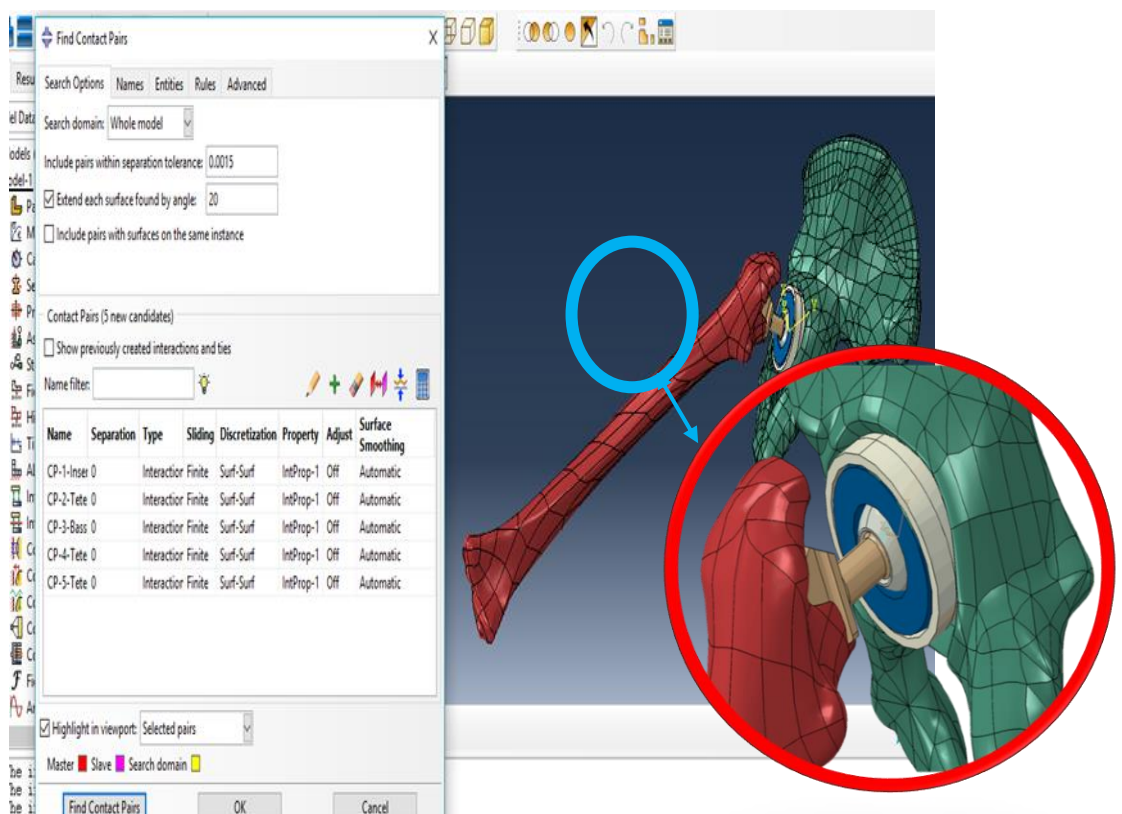 Find Contact Pairs X
Search Options Names Entities Rules Advanced
Search domain: Whole model
Include pairs within separation tolerance: 0.0015
Extend each surface found by angle: 20
Include pairs with surfaces on the same instance
Contact Pairs (5 new candidates)
Show previously created interactions and ties
Name filter:
Name Separation Type Sliding Discretization Property Adjust Surface Smoothing
CP-1-Inser 0 Interaction Finite Surf-Surf IntProp-1 Off Automatic
CP-2-Tete 0 Interaction Finite Surf-Surf IntProp-1 Off Automatic
CP-3-Bass 0 Interaction Finite Surf-Surf IntProp-1 Off Automatic
CP-4-Tete 0 Interaction Finite Surf-Surf IntProp-1 Off Automatic
CP-5-Tete 0 Interaction Finite Surf-Surf IntProp-1 Off Automatic
Highlight in viewport: Selected pairs
Master Slave Search domain
Find Contact Pairs OK Cancel